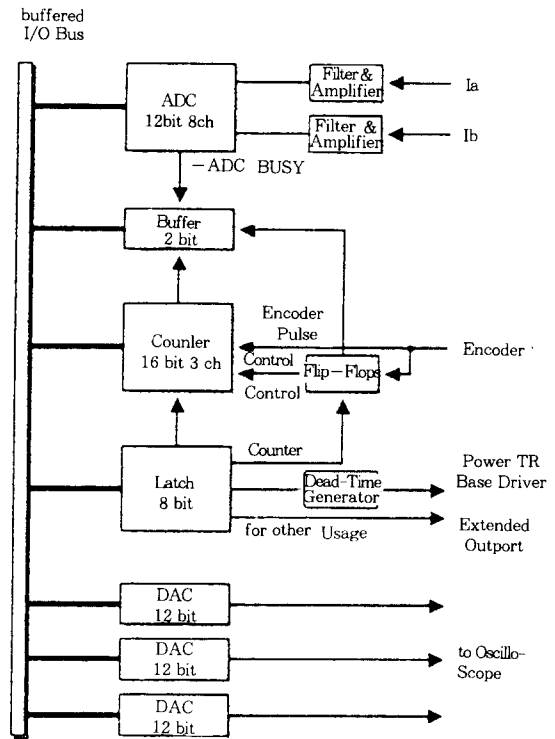 buffered
I/O Bus
ADC
12bit 8ch
Filter &
Amplifier
Ia
Filter &
Amplifier
Ib
—ADC BUSY
Buffer
2 bit
Counler
16 bit 3 ch
Encoder
Pulse
Encoder
Control
Flip—Flops
Control
Latch
8 bit
Counter
Dead-Time
Generator
Power TR
Base Driver
for other Usage
Extended
Outport
DAC
12 bit
DAC
12 bit
to Oscillo-
Scope
DAC
12 bit